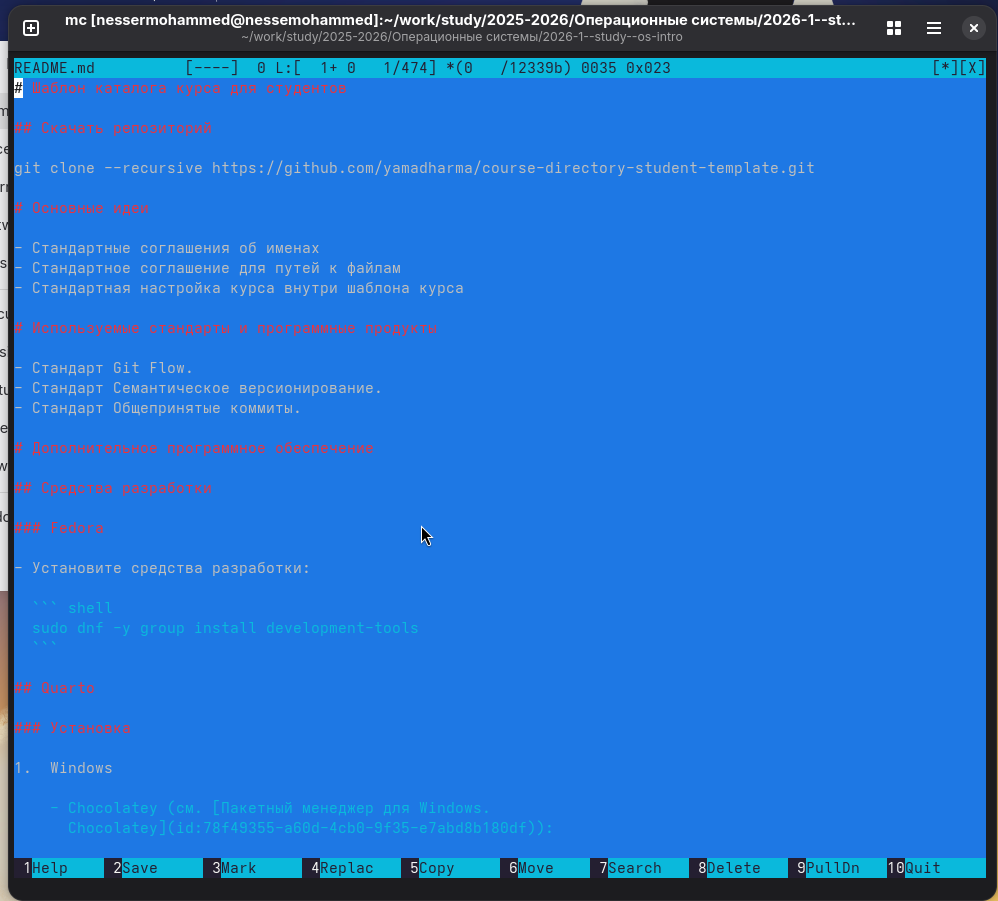 mc [nessermohammed@nessemohammed]:~/work/study/2025-2026/Операционные системы/2026-1--st...
~/work/study/2025-2026/Операционные системы/2026-1--study--os-intro
README.md [----] 0 L:[ 1+ 0 1/474] *(0 /12339b) 0035 0x023 [*][X]
# Шаблон каталога курса для студентов
## Скачать репозиторий
git clone --recursive https://github.com/yamadharma/course-directory-student-template.git
# Основные идеи
- Стандартные соглашения об именах
- Стандартное соглашение для путей к файлам
- Стандартная настройка курса внутри шаблона курса
# Используемые стандарты и програмные продукты
- Стандарт Git Flow.
- Стандарт Семантическое версионирование.
- Стандарт Общепринятые коммиты.
# Дополнительное програмное обеспечение
## Средства разработки
### Fedora
- Установите средства разработки:
``` shell
sudo dnf -y group install development-tools
```
## Quarto
### Установка
1. Windows
- Chocolatey (см. [Пакетный менеджер для Windows.
Chocolatey](id:78f49355-a60d-4cb0-9f35-e7abd8b180df)):
1Help 2Save 3Mark 4Replac 5Copy 6Move 7Search 8Delete 9PullDn 10Quit